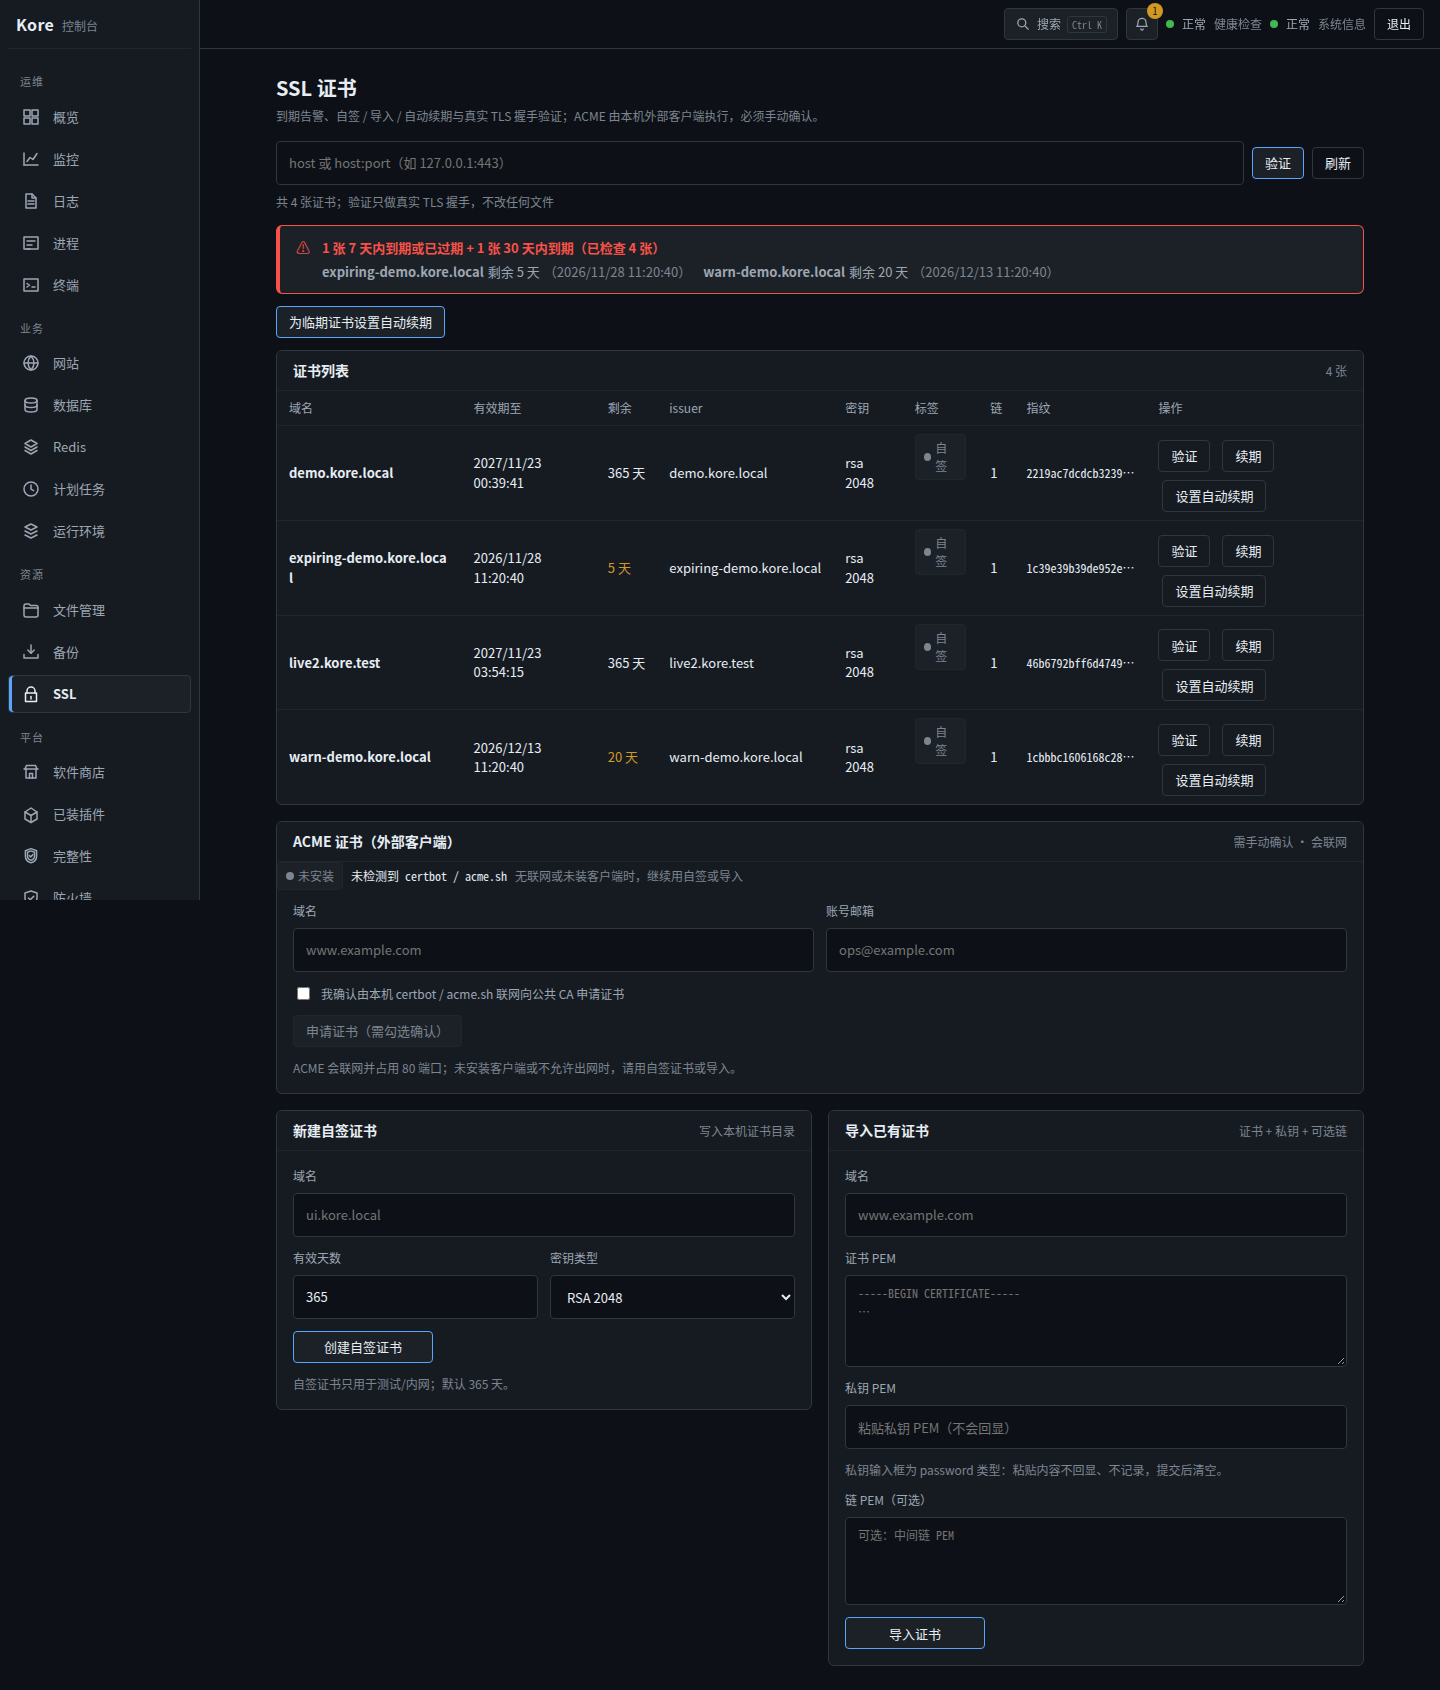 Kore 控制台
搜索 Ctrl K
1
正常 健康检查
正常 系统信息
退出
运维
概览
监控
日志
进程
终端
业务
网站
数据库
Redis
计划任务
运行环境
资源
文件管理
备份
SSL
平台
软件商店
已装插件
完整性
防火墙
SSL 证书
到期告警、自签 / 导入 / 自动续期与真实 TLS 握手验证；ACME 由本机外部客户端执行，必须手动确认。
host 或 host:port（如 127.0.0.1:443）
验证
刷新
共 4 张证书；验证只做真实 TLS 握手，不改任何文件
1 张 7 天内到期或已过期 + 1 张 30 天内到期（已检查 4 张）
expiring-demo.kore.local 剩余 5 天 （2026/11/28 11:20:40） warn-demo.kore.local 剩余 20 天 （2026/12/13 11:20:40）
为临期证书设置自动续期
证书列表
4 张
域名 有效期至 剩余 issuer 密钥 标签 链 指纹 操作
demo.kore.local 2027/11/23 00:39:41 365 天 demo.kore.local rsa 2048 自签 1 2219ac7dcdcb3239… 验证 续期
设置自动续期
expiring-demo.kore.local 2026/11/28 11:20:40 5 天 expiring-demo.kore.local rsa 2048 自签 1 1c39e39b39de952e… 验证 续期
设置自动续期
live2.kore.test 2027/11/23 03:54:15 365 天 live2.kore.test rsa 2048 自签 1 46b6792bff6d4749… 验证 续期
设置自动续期
warn-demo.kore.local 2026/12/13 11:20:40 20 天 warn-demo.kore.local rsa 2048 自签 1 1cbbbc1606168c28… 验证 续期
设置自动续期
ACME 证书（外部客户端）
需手动确认 · 会联网
未安装 未检测到 certbot / acme.sh 无联网或未装客户端时，继续用自签或导入
域名
www.example.com
账号邮箱
ops@example.com
我确认由本机 certbot / acme.sh 联网向公共 CA 申请证书
申请证书（需勾选确认）
ACME 会联网并占用 80 端口；未安装客户端或不允许出网时，请用自签证书或导入。
新建自签证书
写入本机证书目录
域名
ui.kore.local
有效天数
365
密钥类型
RSA 2048
创建自签证书
自签证书只用于测试/内网；默认 365 天。
导入已有证书
证书 + 私钥 + 可选链
域名
www.example.com
证书 PEM
-----BEGIN CERTIFICATE-----
…
私钥 PEM
粘贴私钥 PEM（不会回显）
私钥输入框为 password 类型：粘贴内容不回显、不记录，提交后清空。
链 PEM（可选）
可选：中间链 PEM
导入证书